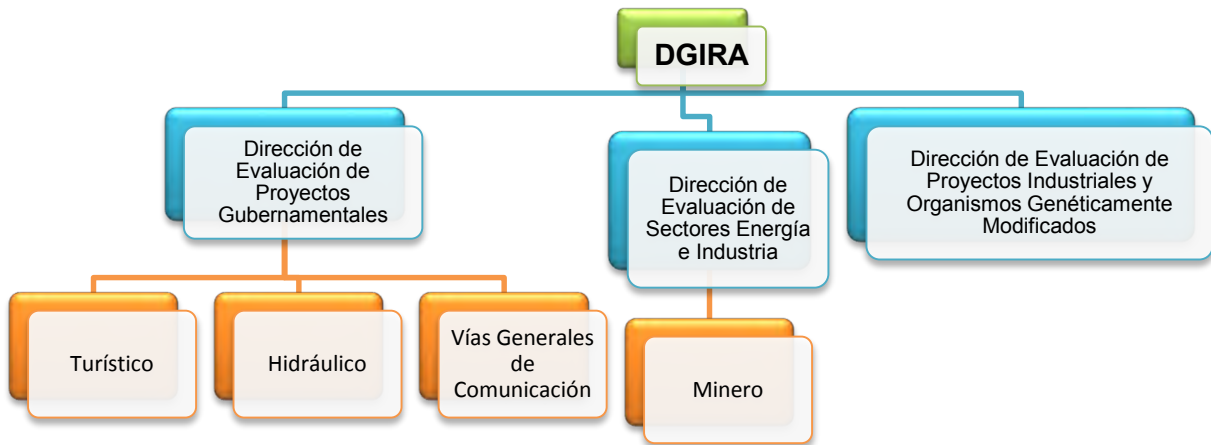 DGIRA
Dirección de
Evaluación de
Proyectos
Gubernamentales
Dirección de
Evaluación de
Sectores Energía
e Industria
Dirección de Evaluación de
Proyectos Industriales y
Organismos Genéticamente
Modificados
Turístico
Hidráulico
Vías Generales
de
Comunicación
Minero